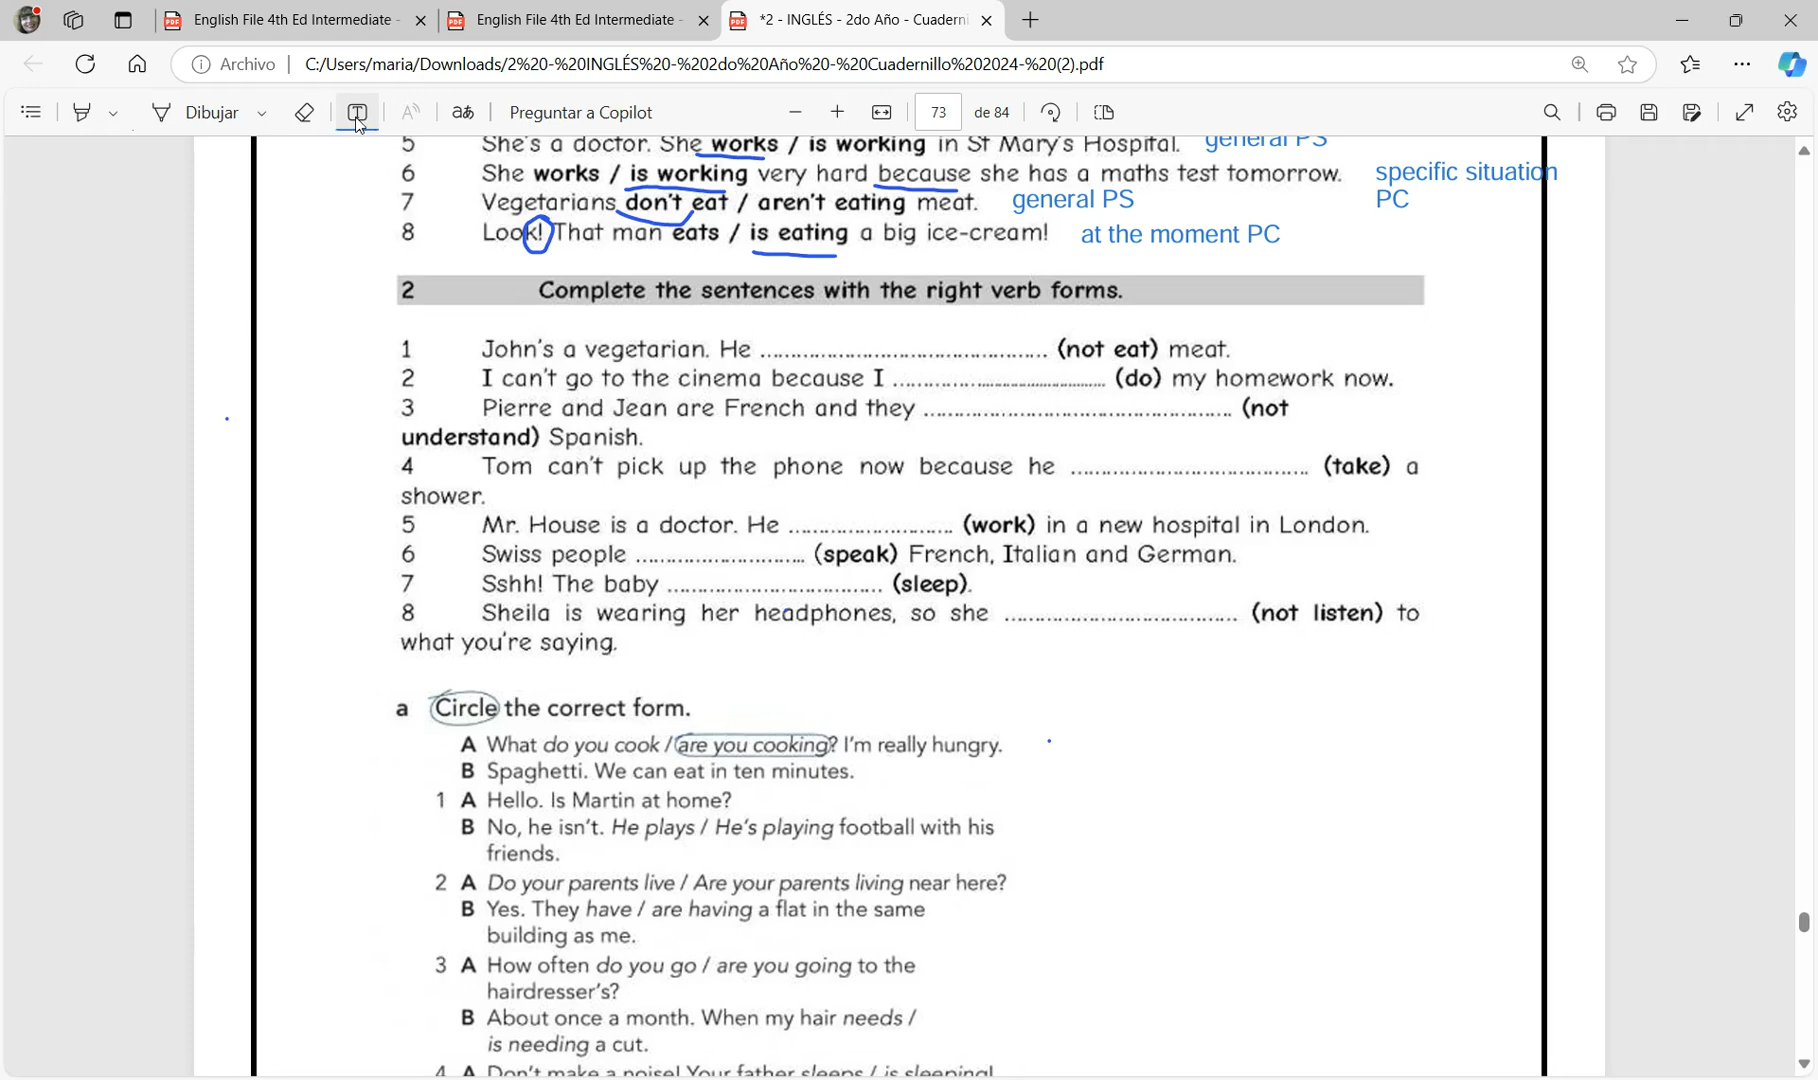 English File 4th Ed Intermediate -
English File 4th Ed Intermediate -
*2 - INGLÉS - 2do Año - Cuaderni
Archivo
C:/Users/maria/Downloads/2%20-%20INGLÉS%20-%202do%20Año%20-%20Cuadernillo%202024-%20(2).pdf
Dibujar
aあ
Preguntar a Copilot
73
de 84
5 She's a doctor. She works / is working in St Mary's Hospital. general PS
6 She works / is working very hard because she has a maths test tomorrow. specific situation
PC
7 Vegetarians don't eat / aren't eating meat. general PS
8 Look! That man eats / is eating a big ice-cream! at the moment PC
2 Complete the sentences with the right verb forms.
1 John's a vegetarian. He ................................................ (not eat) meat.
2 I can't go to the cinema because I ................................................ (do) my homework now.
3 Pierre and Jean are French and they ................................................ (not
understand) Spanish.
4 Tom can't pick up the phone now because he ........................................ (take) a
shower.
5 Mr. House is a doctor. He ........................... (work) in a new hospital in London.
6 Swiss people ............................ (speak) French, Italian and German.
7 Sshh! The baby .................................... (sleep).
8 Sheila is wearing her headphones, so she ....................................... (not listen) to
what you're saying.
a Circle the correct form.
A What do you cook / are you cooking? I'm really hungry.
B Spaghetti. We can eat in ten minutes.
1 A Hello. Is Martin at home?
B No, he isn't. He plays / He's playing football with his
friends.
2 A Do your parents live / Are your parents living near here?
B Yes. They have / are having a flat in the same
building as me.
3 A How often do you go / are you going to the
hairdresser's?
B About once a month. When my hair needs /
is needing a cut.
4 A Don't make a noise! Your father sleeps / is sleeping!